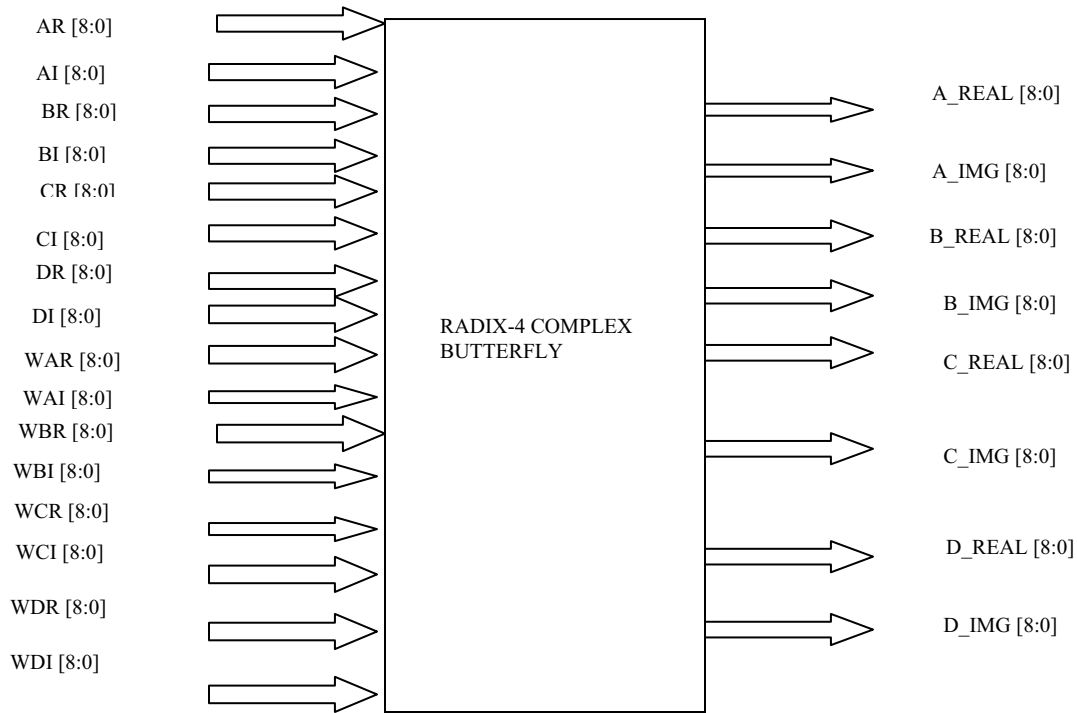 AR [8:0]
AI [8:0]
BR [8:0]
BI [8:0]
CR [8:0]
CI [8:0]
DR [8:0]
DI [8:0]
WAR [8:0]
WAI [8:0]
WBR [8:0]
WBI [8:0]
WCR [8:0]
WCI [8:0]
WDR [8:0]
WDI [8:0]
RADIX-4 COMPLEX
BUTTERFLY
A_REAL [8:0]
A_IMG [8:0]
B_REAL [8:0]
B_IMG [8:0]
C_REAL [8:0]
C_IMG [8:0]
D_REAL [8:0]
D_IMG [8:0]